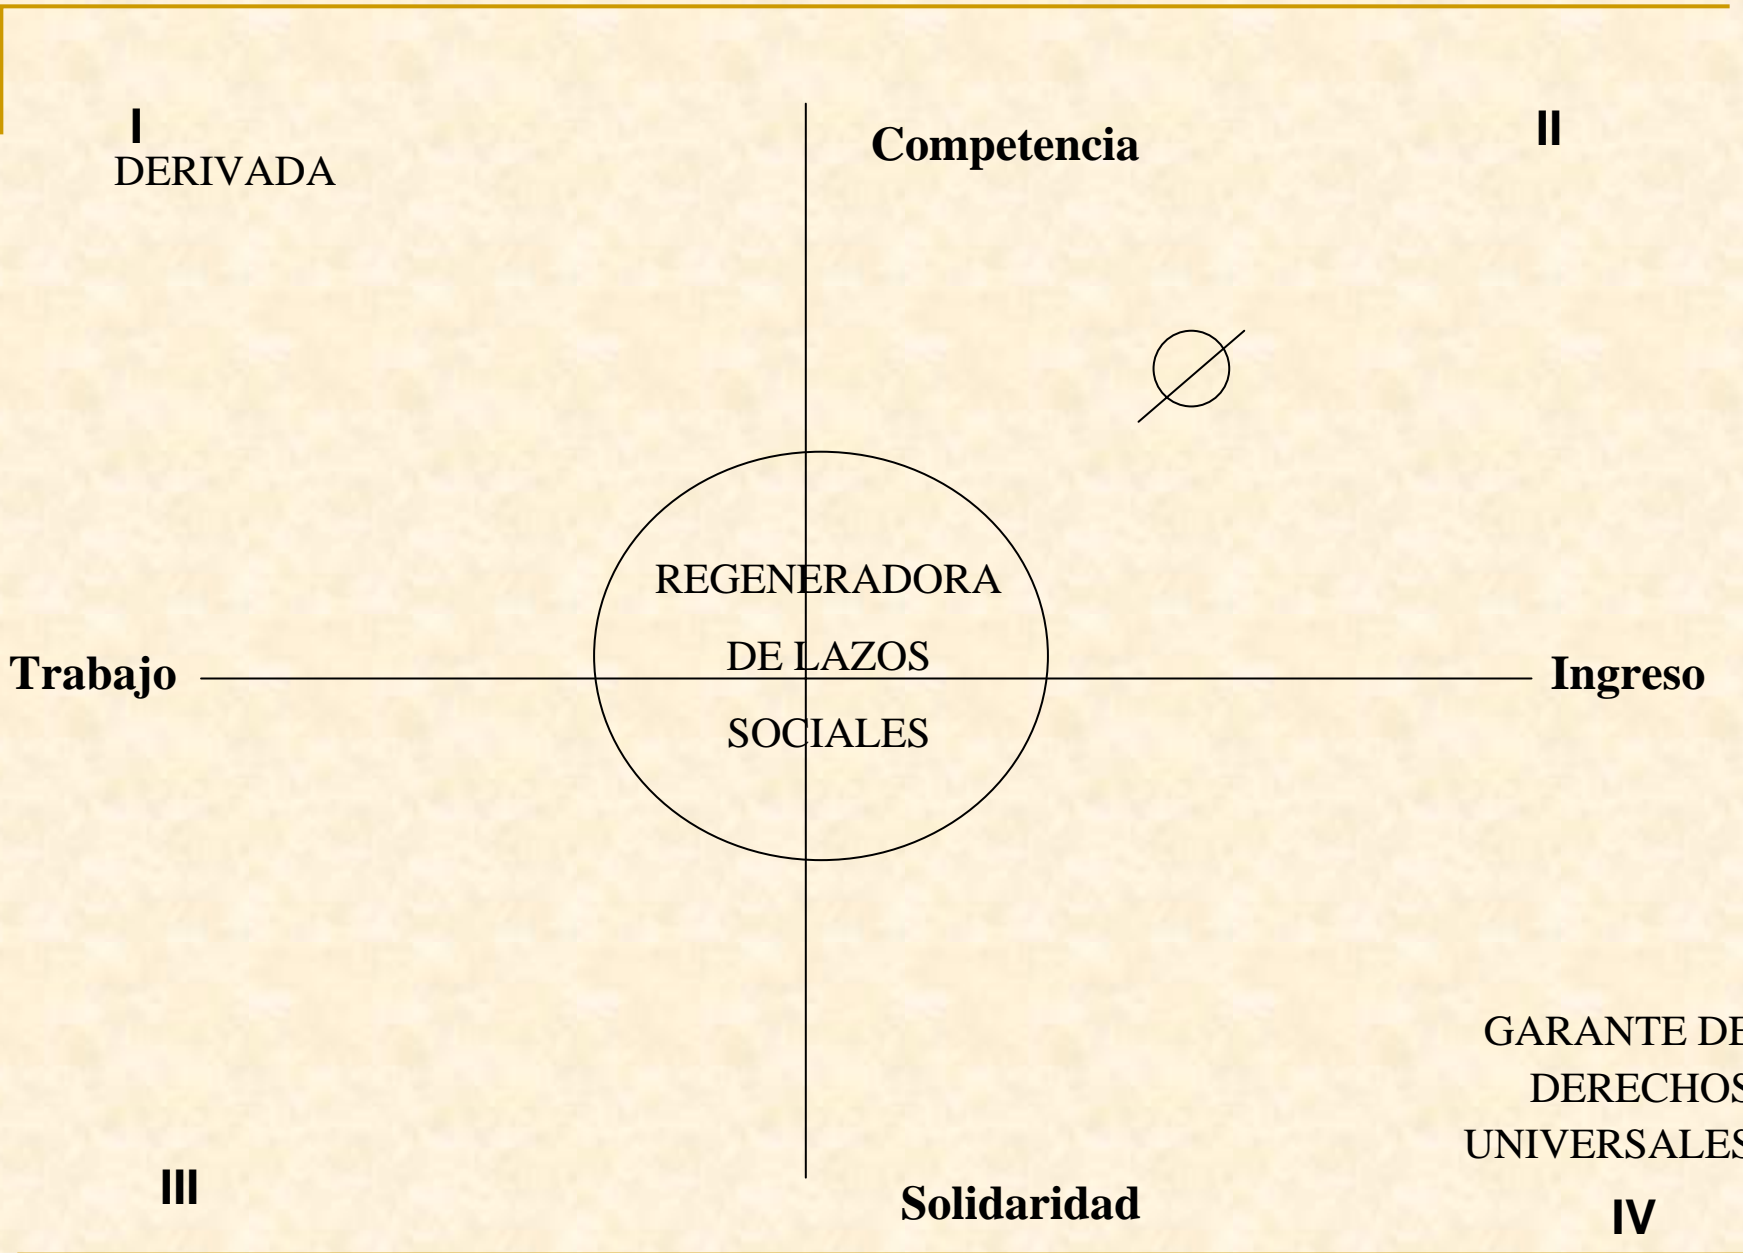 I
DERIVADA
Competencia
II
REGENERADORA
DE LAZOS
SOCIALES
Trabajo
Ingreso
GARANTE DE
DERECHOS
UNIVERSALES
III
Solidaridad
IV